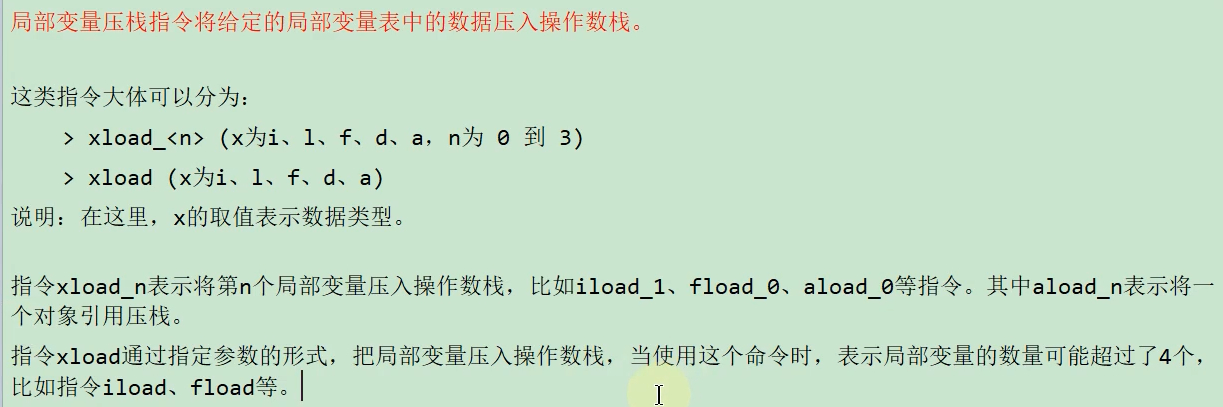 局部变量压栈指令将给定的局部变量表中的数据压入操作数栈。
这类指令大体可以分为：
> xload_<n> (x为i、l、f、d、a，n为 0 到 3)
> xload (x为i、l、f、d、a)
说明：在这里，x的取值表示数据类型。
指令xload_n表示将第n个局部变量压入操作数栈，比如iload_1、fload_0、aload_0等指令。其中aload_n表示将一
个对象引用压栈。
指令xload通过指定参数的形式，把局部变量压入操作数栈，当使用这个命令时，表示局部变量的数量可能超过了4个，
比如指令iload、fload等。